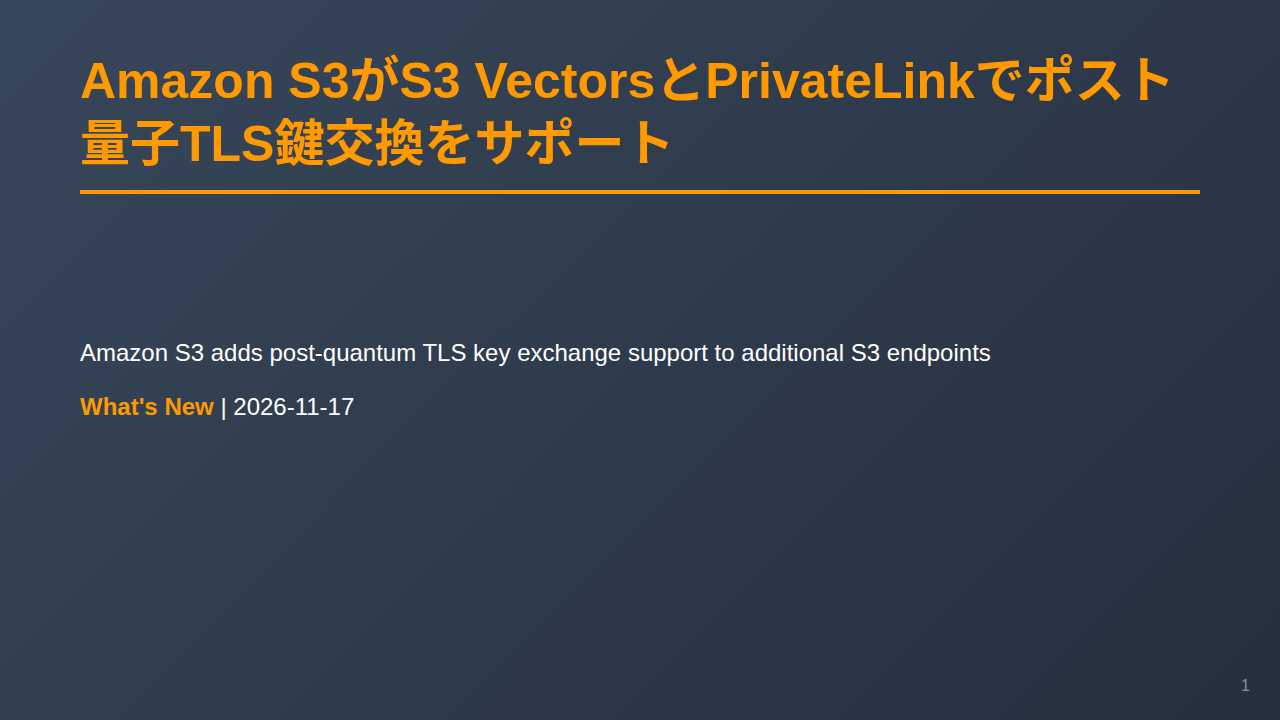 Amazon S3がS3 VectorsとPrivateLinkでポスト
量子TLS鍵交換をサポート
Amazon S3 adds post-quantum TLS key exchange support to additional S3 endpoints
What's New | 2026-11-17
1